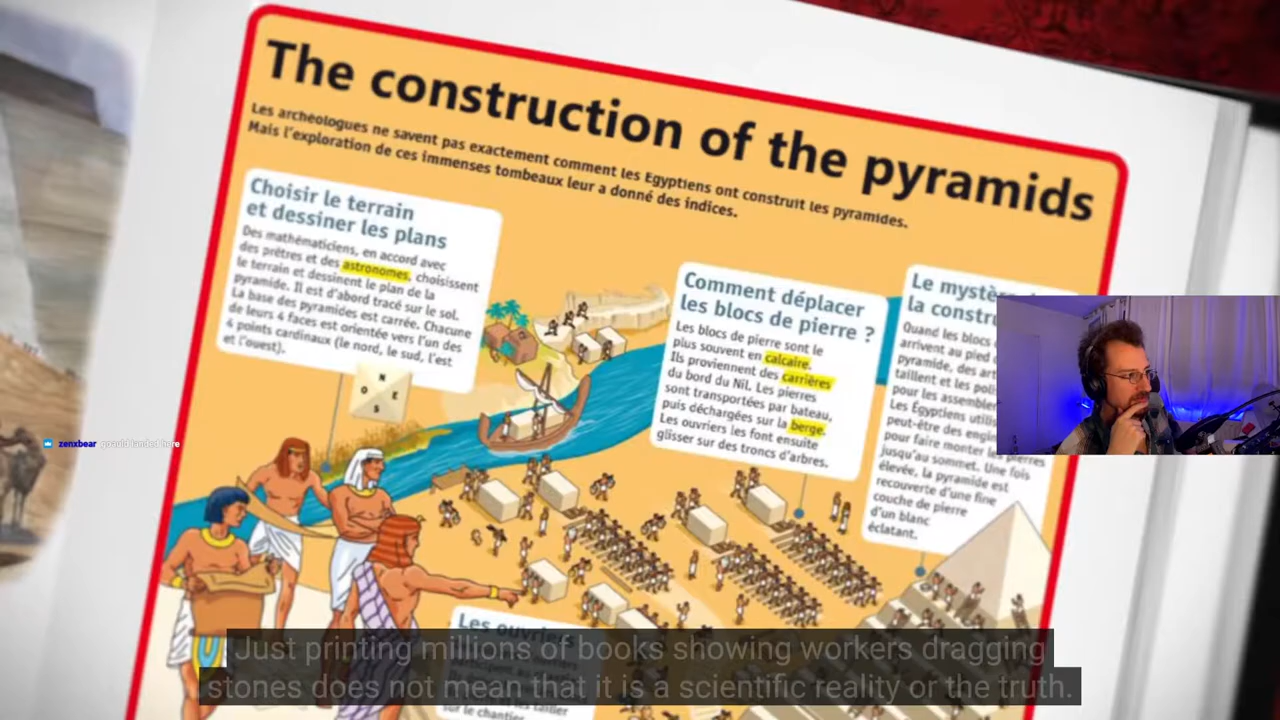 The construction of the pyramids
Les archéologues ne savent pas exactement comment les Egyptiens ont construit les pyramides.
Mais l'exploration de ces immenses tombeaux leur a donné des indices.
Choisir le terrain
et dessiner les plans
Des mathématiciens, en accord avec
des prêtres et des astronomes, choisissent
le terrain et dessinent le plan de la
pyramide. Il est d'abord tracé sur le sol.
La base des pyramides est carrée. Chacune
de leurs 4 faces est orientée vers l'un des
4 points cardinaux (le nord, le sud, l'est
et l'ouest).
N
O E
S
Comment déplacer
les blocs de pierre ?
Les blocs de pierre sont le
plus souvent en calcaire.
Ils proviennent des carrières
du bord du Nil. Les pierres
sont transportées par bateau,
puis déchargées sur la berge.
Les ouvriers les font ensuite
glisser sur des troncs d'arbres.
Le
la
Quand les blocs
arrivent au pied
pyramide, des
taillent et les
pour les assembler
Les Égyptiens
peut-être des
pour faire monter les pierres
jusqu'au sommet. Une fois
élevée, la pyramide est
recouverte d'une fine
couche de pierre
d'un blanc
éclatant.
zenxbear landed here
Les ouvriers
tailler
sur le chantier
Just printing millions of books showing workers dragging
stones does not mean that it is a scientific reality or the truth.